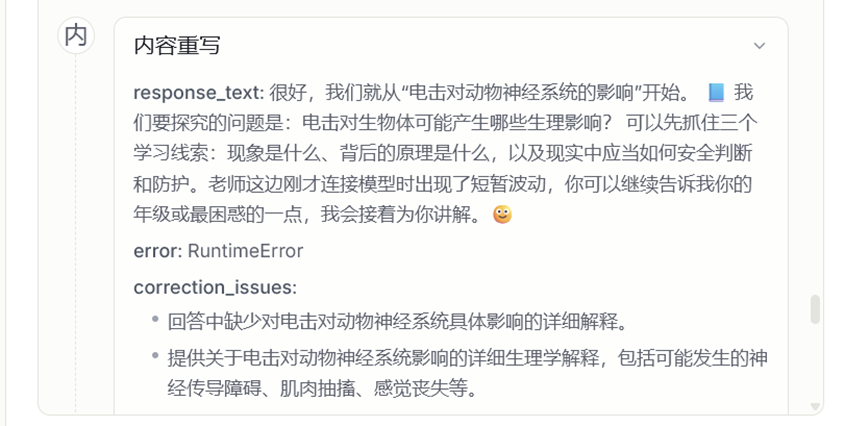 内
内容重写
response_text: 很好，我们就从“电击对动物神经系统的影响”开始。 📘 我
们要探究的问题是：电击对生物体可能产生哪些生理影响？ 可以先抓住三个
学习线索：现象是什么、背后的原理是什么，以及现实中应当如何安全判断
和防护。老师这边刚才连接模型时出现了短暂波动，你可以继续告诉我你的
年级或最困惑的一点，我会接着为你讲解。😊
error: RuntimeError
correction_issues:
• 回答中缺少对电击对动物神经系统具体影响的详细解释。
• 提供关于电击对动物神经系统影响的详细生理学解释，包括可能发生的神
经传导障碍、肌肉抽搐、感觉丧失等。